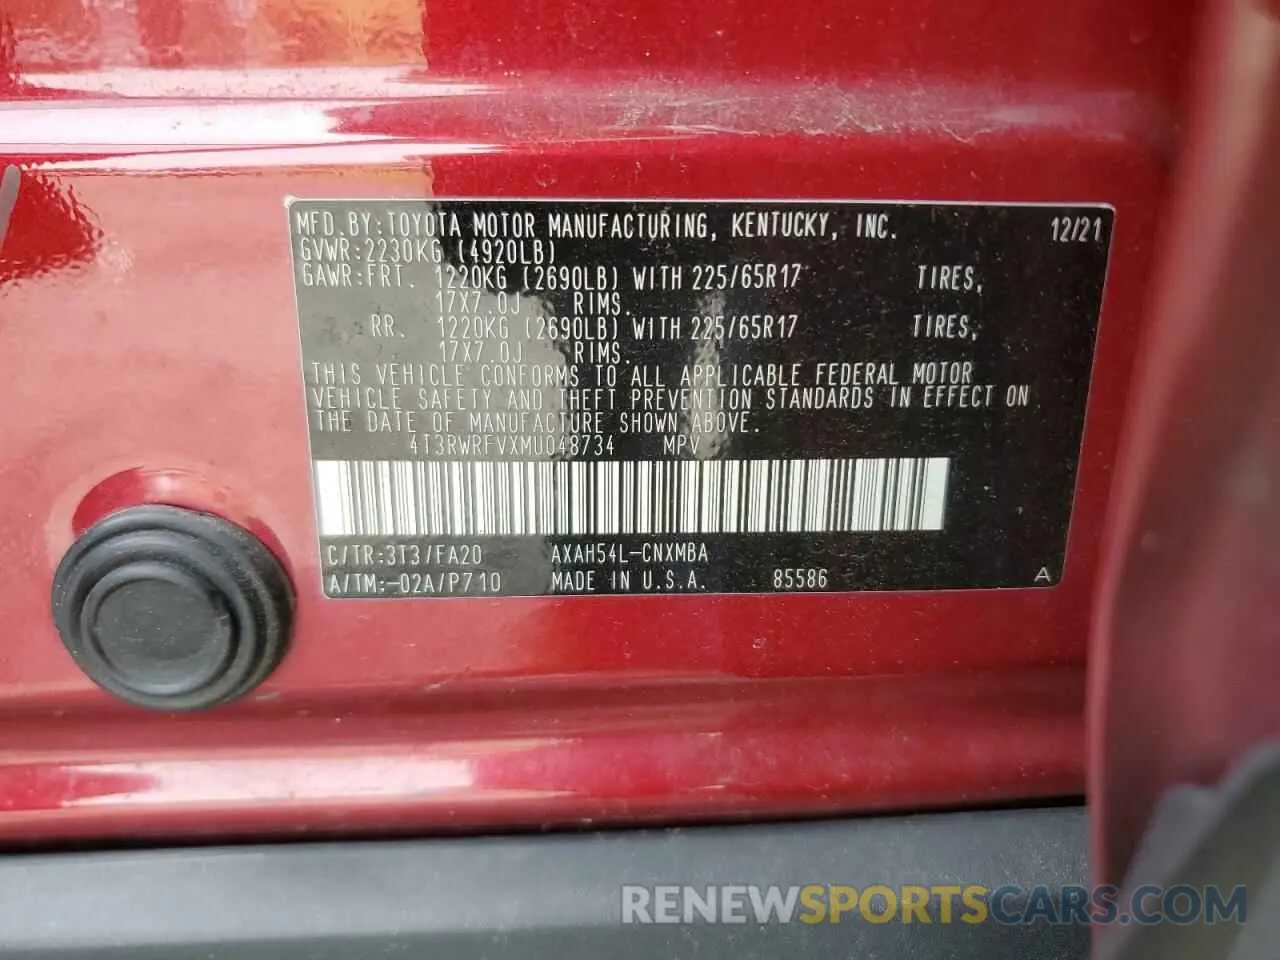 MFD.BY:TOYOTA MOTOR MANUFACTURING, KENTUCKY, INC. 12/21
GVWR:2230KG (4920LB)
GAWR:FRT. 1220KG (2690LB) WITH 225/65R17 TIRES,
17X7.0J RIMS.
RR. 1220KG (2690LB) WITH 225/65R17 TIRES,
17X7.0J RIMS.
THIS VEHICLE CONFORMS TO ALL APPLICABLE FEDERAL MOTOR
VEHICLE SAFETY AND THEFT PREVENTION STANDARDS IN EFFECT ON
THE DATE OF MANUFACTURE SHOWN ABOVE.
4T3RWRFVXMU048734 MPV
C/TR:3T3/FA20 AXAH54L-CNXMBA
A/TM:-02A/P710 MADE IN U.S.A. 85586 A
RENEWSPORTSCARS.COM